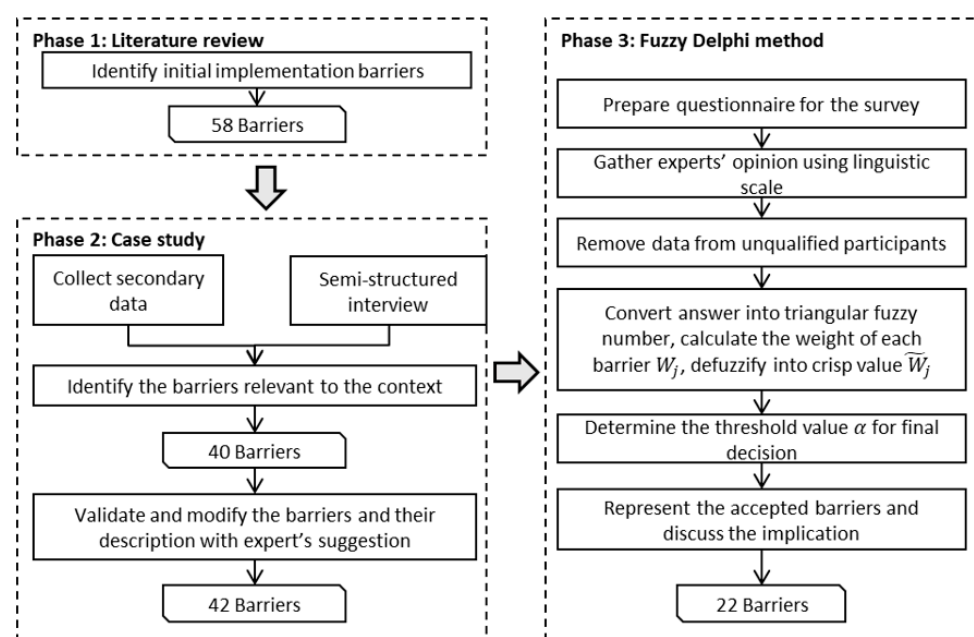 Phase 1: Literature review
Identify initial implementation barriers
58 Barriers
Phase 2: Case study
Collect secondary
data
Semi-structured
interview
Identify the barriers relevant to the context
40 Barriers
Validate and modify the barriers and their
description with expert's suggestion
42 Barriers
Phase 3: Fuzzy Delphi method
Prepare questionnaire for the survey
Gather experts' opinion using linguistic
scale
Remove data from unqualified participants
Convert answer into triangular fuzzy
number, calculate the weight of each
barrier W_j, defuzzify into crisp value W̃_j
Determine the threshold value α for final
decision
Represent the accepted barriers and
discuss the implication
22 Barriers